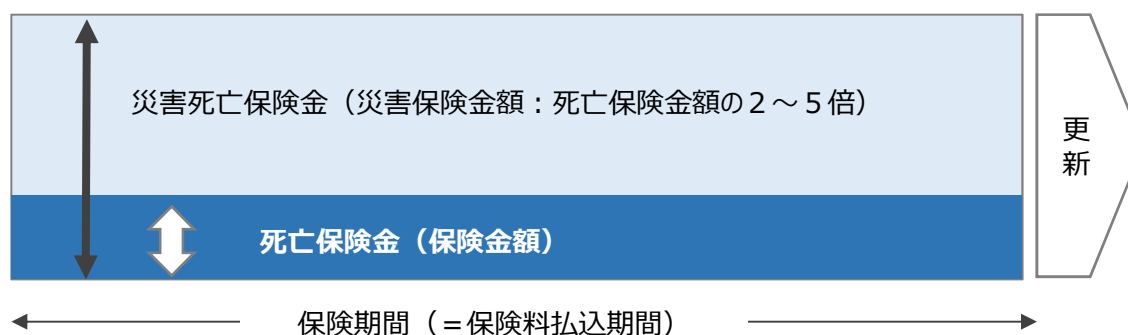 災害死亡保険金（災害保険金額：死亡保険金額の２～５倍）
更
新
死亡保険金（保険金額）
保険期間（＝保険料払込期間）